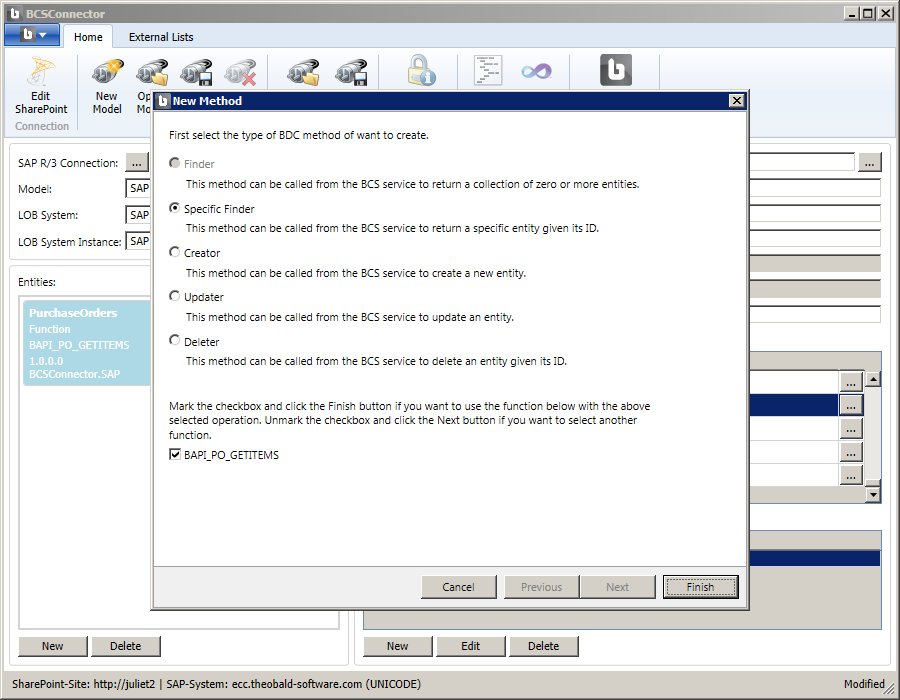 BCSConnector
Home
External Lists
Edit
SharePoint
New
Model
Op
Mo
Connection
New Method
First select the type of BDC method of want to create.
Finder
This method can be called from the BCS service to return a collection of zero or more entities.
Specific Finder
This method can be called from the BCS service to return a specific entity given its ID.
Creator
This method can be called from the BCS service to create a new entity.
Updater
This method can be called from the BCS service to update an entity.
Deleter
This method can be called from the BCS service to delete an entity given its ID.
Mark the checkbox and click the Finish button if you want to use the function below with the above
selected operation. Unmark the checkbox and click the Next button if you want to select another
function.
BAPI_PO_GETITEMS
Cancel
Previous
Next
Finish
SAP R/3 Connection:
...
...
Model:
SAP
LOB System:
SAP
LOB System Instance:
SAP
Entities:
PurchaseOrders
Function
BAPI_PO_GETITEMS
1.0.0.0
BCSConnector.SAP
...
...
...
...
...
New
Delete
New
Edit
Delete
SharePoint-Site: http://juliet2 | SAP-System: ecc.theobald-software.com (UNICODE)
Modified